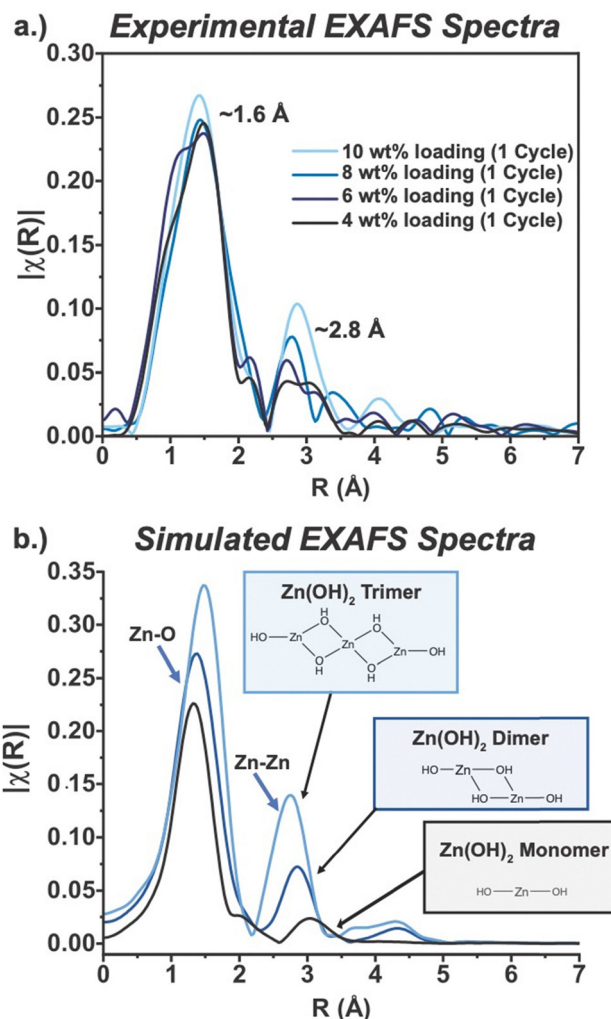 a.) Experimental EXAFS Spectra
0.30
0.25
0.20
0.15
0.10
0.05
0.00
|χ(R)|
~1.6 Å
10 wt% loading (1 Cycle)
8 wt% loading (1 Cycle)
6 wt% loading (1 Cycle)
4 wt% loading (1 Cycle)
~2.8 Å
0 1 2 3 4 5 6 7
R (Å)
b.) Simulated EXAFS Spectra
0.35
0.30
0.25
0.20
0.15
0.10
0.05
0.00
|χ(R)|
Zn-O
Zn-Zn
Zn(OH)₂ Trimer
H H
O O
HO Zn Zn Zn OH
O O
H H
Zn(OH)₂ Dimer
HO Zn OH
HO Zn OH
Zn(OH)₂ Monomer
HO Zn OH
0 1 2 3 4 5 6 7
R (Å)